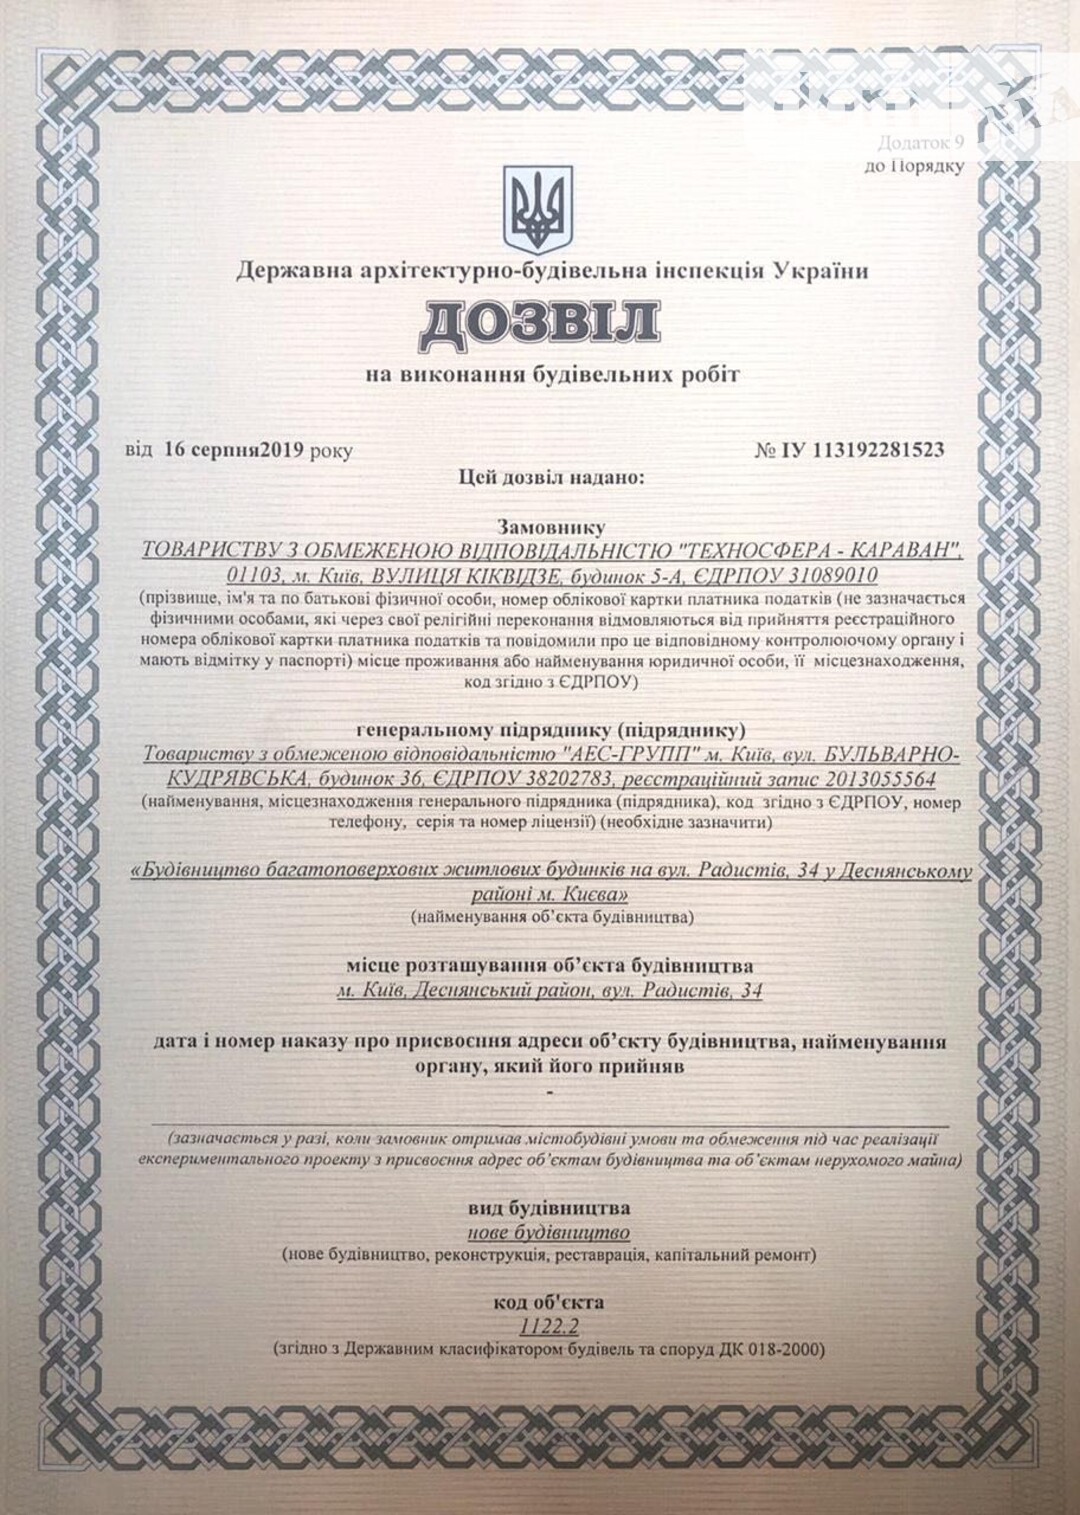 Додаток 9
до Порядку
Державна архітектурно-будівельна інспекція України
ДОЗВІЛ
на виконання будівельних робіт
від 16 серпня2019 року
№ ІУ 113192281523
Цей дозвіл надано:
Замовнику
ТОВАРИСТВУ З ОБМЕЖЕНОЮ ВІДПОВІДАЛЬНІСТЮ "ТЕХНОСФЕРА - КАРАВАН",
01103, м. Київ, ВУЛИЦЯ КІКВІДЗЕ, будинок 5-А, ЄДРПОУ 31089010
(прізвище, ім'я та по батькові фізичної особи, номер облікової картки платника податків (не зазначається
фізичними особами, які через свої релігійні переконання відмовляються від прийняття реєстраційного
номера облікової картки платника податків та повідомили про це відповідному контролюючому органу і
мають відмітку у паспорті) місце проживання або найменування юридичної особи, її місцезнаходження,
код згідно з ЄДРПОУ)
генеральному підряднику (підряднику)
Товариству з обмеженою відповідальністю "АЕС-ГРУПП" м. Київ, вул. БУЛЬВАРНО-
КУДРЯВСЬКА, будинок 36, ЄДРПОУ 38202783, реєстраційний запис 2013055564
(найменування, місцезнаходження генерального підрядника (підрядника), код згідно з ЄДРПОУ, номер
телефону, серія та номер ліцензії) (необхідне зазначити)
«Будівництво багатоповерхових житлових будинків на вул. Радистів, 34 у Деснянському
районі м. Києва»
(найменування об’єкта будівництва)
місце розташування об’єкта будівництва
м. Київ, Деснянський район, вул. Радистів, 34
дата і номер наказу про присвоєння адреси об’єкту будівництва, найменування
органу, який його прийняв
-
(зазначається у разі, коли замовник отримав містобудівні умови та обмеження під час реалізації
експериментального проекту з присвоєння адрес об’єктам будівництва та об’єктам нерухомого майна)
вид будівництва
нове будівництво
(нове будівництво, реконструкція, реставрація, капітальний ремонт)
код об'єкта
1122.2
(згідно з Державним класифікатором будівель та споруд ДК 018-2000)